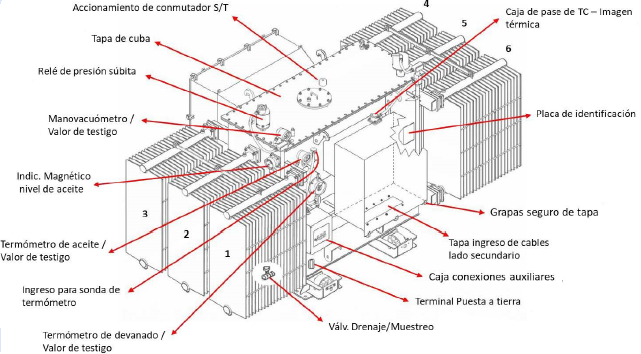 Accionamiento de conmutador S/T
4
Caja de pase de TC – Imagen
térmica
5
Tapa de cuba
6
Relé de presión súbita
Manovacuómetro /
Valor de testigo
Placa de identificación
Indic. Magnético
nivel de aceite
3
2
1
Grapas seguro de tapa
Termómetro de aceite /
Valor de testigo
Tapa ingreso de cables
lado secundario
Caja conexiones auxiliares
Ingreso para sonda de
termómetro
Terminal Puesta a tierra
Válv. Drenaje/Muestreo
Termómetro de devanado /
Valor de testigo